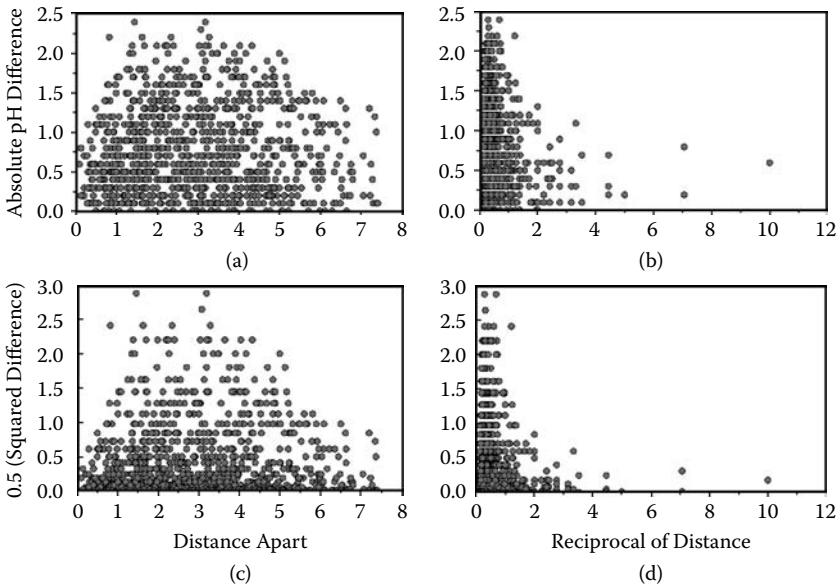 2.5
2.0
1.5
1.0
0.5
0.0
Absolute pH Difference
0 1 2 3 4 5 6 7 8
(a)
2.5
2.0
1.5
1.0
0.5
0.0
0 2 4 6 8 10 12
(b)
3.0
2.5
2.0
1.5
1.0
0.5
0.0
0.5 (Squared Difference)
0 1 2 3 4 5 6 7 8
Distance Apart
(c)
3.0
2.5
2.0
1.5
1.0
0.5
0.0
0 2 4 6 8 10 12
Reciprocal of Distance
(d)